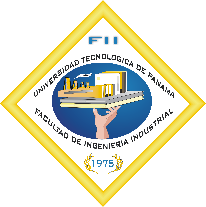 FII
UNIVERSIDAD TECNOLÓGICA DE PANAMÁ
FACULTAD DE INGENIERÍA INDUSTRIAL
1975